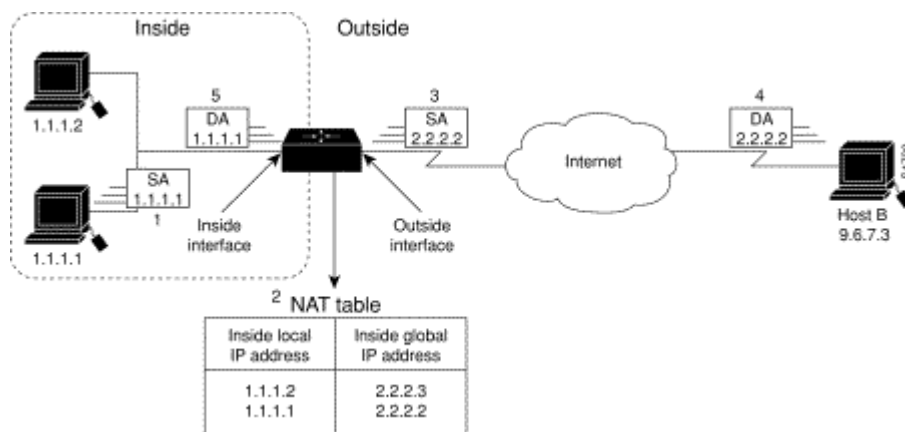 Inside
Outside
5
DA
1.1.1.1
3
SA
2.2.2.2
4
DA
2.2.2.2
1.1.1.2
Internet
SA
1.1.1.1
1
Inside
interface
Outside
interface
Host B
9.6.7.3
1.1.1.1
2
NAT table
Inside local
IP address
Inside global
IP address
1.1.1.2
2.2.2.3
1.1.1.1
2.2.2.2